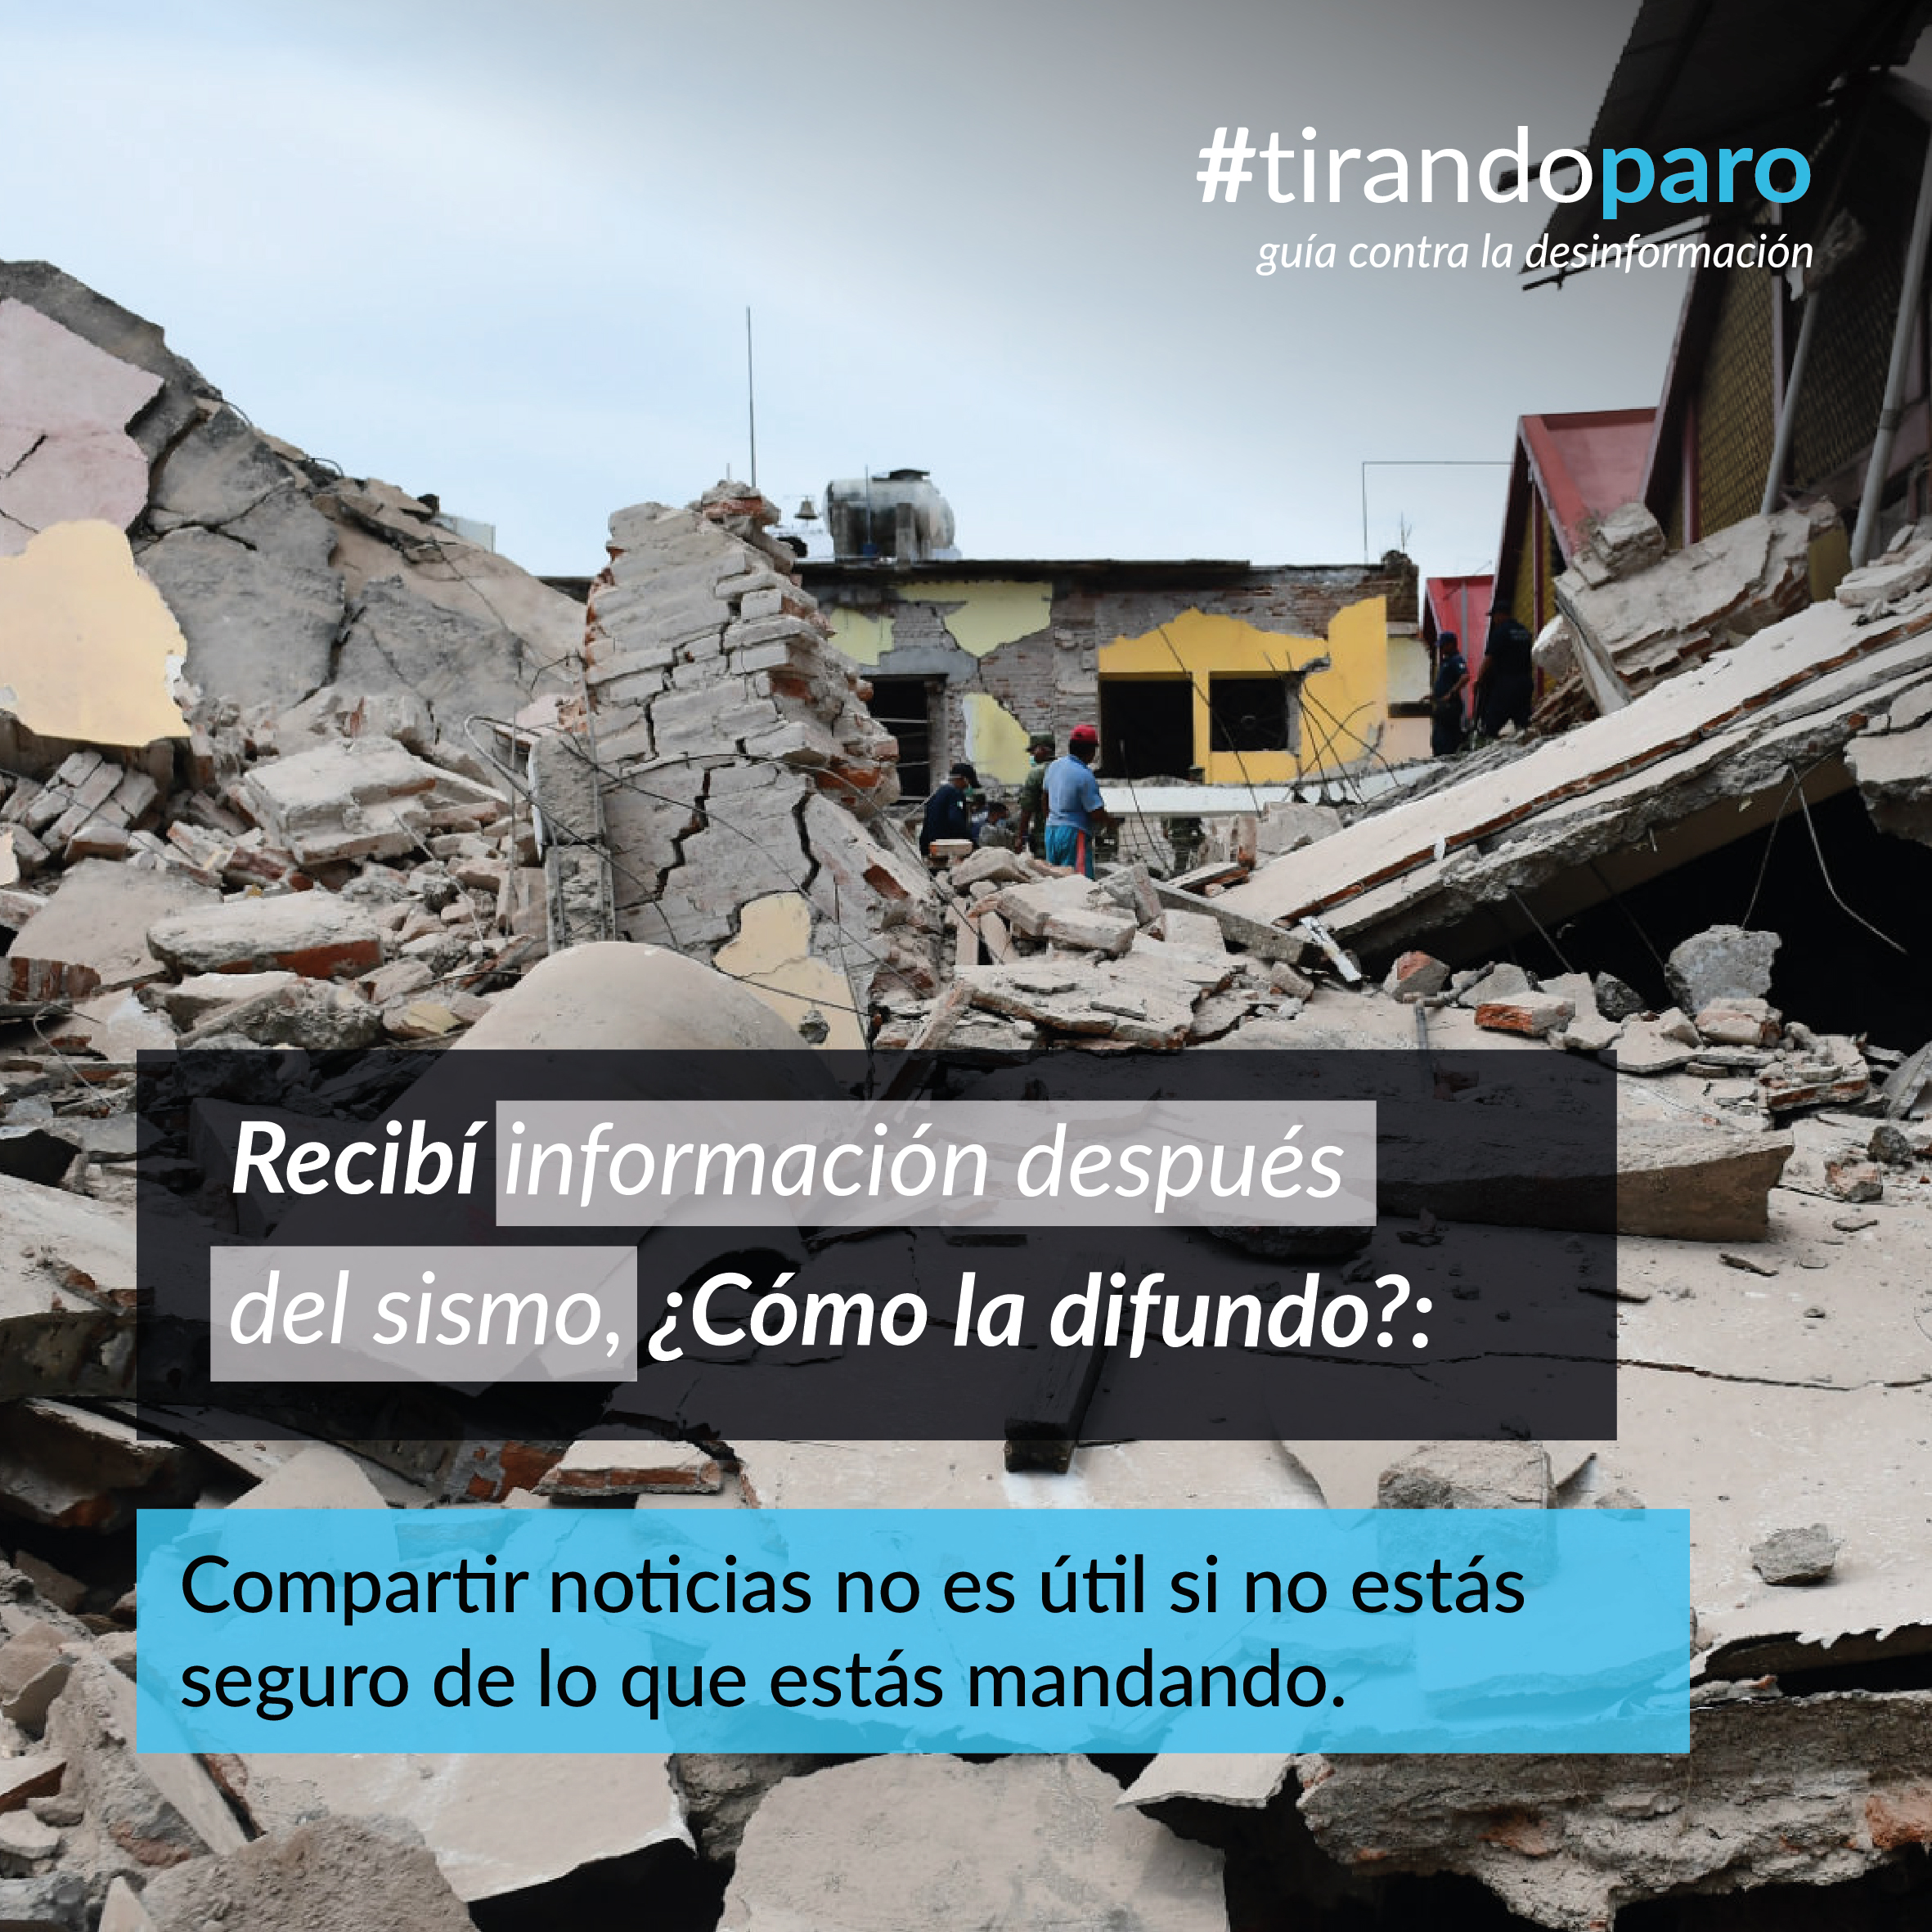 #tirandoparo
guía contra la desinformación
Recibí información después
del sismo, ¿Cómo la difundo?:
Compartir noticias no es útil si no estás
seguro de lo que estás mandando.